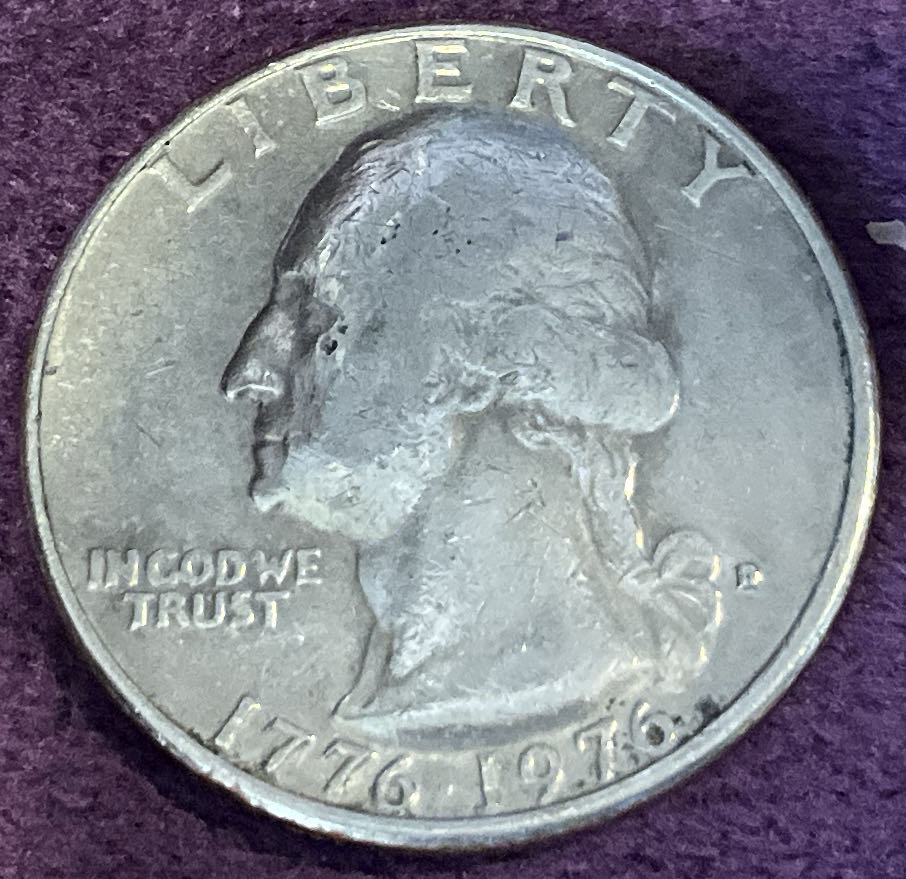 LIBERTY
IN GOD WE
TRUST
1776·1976